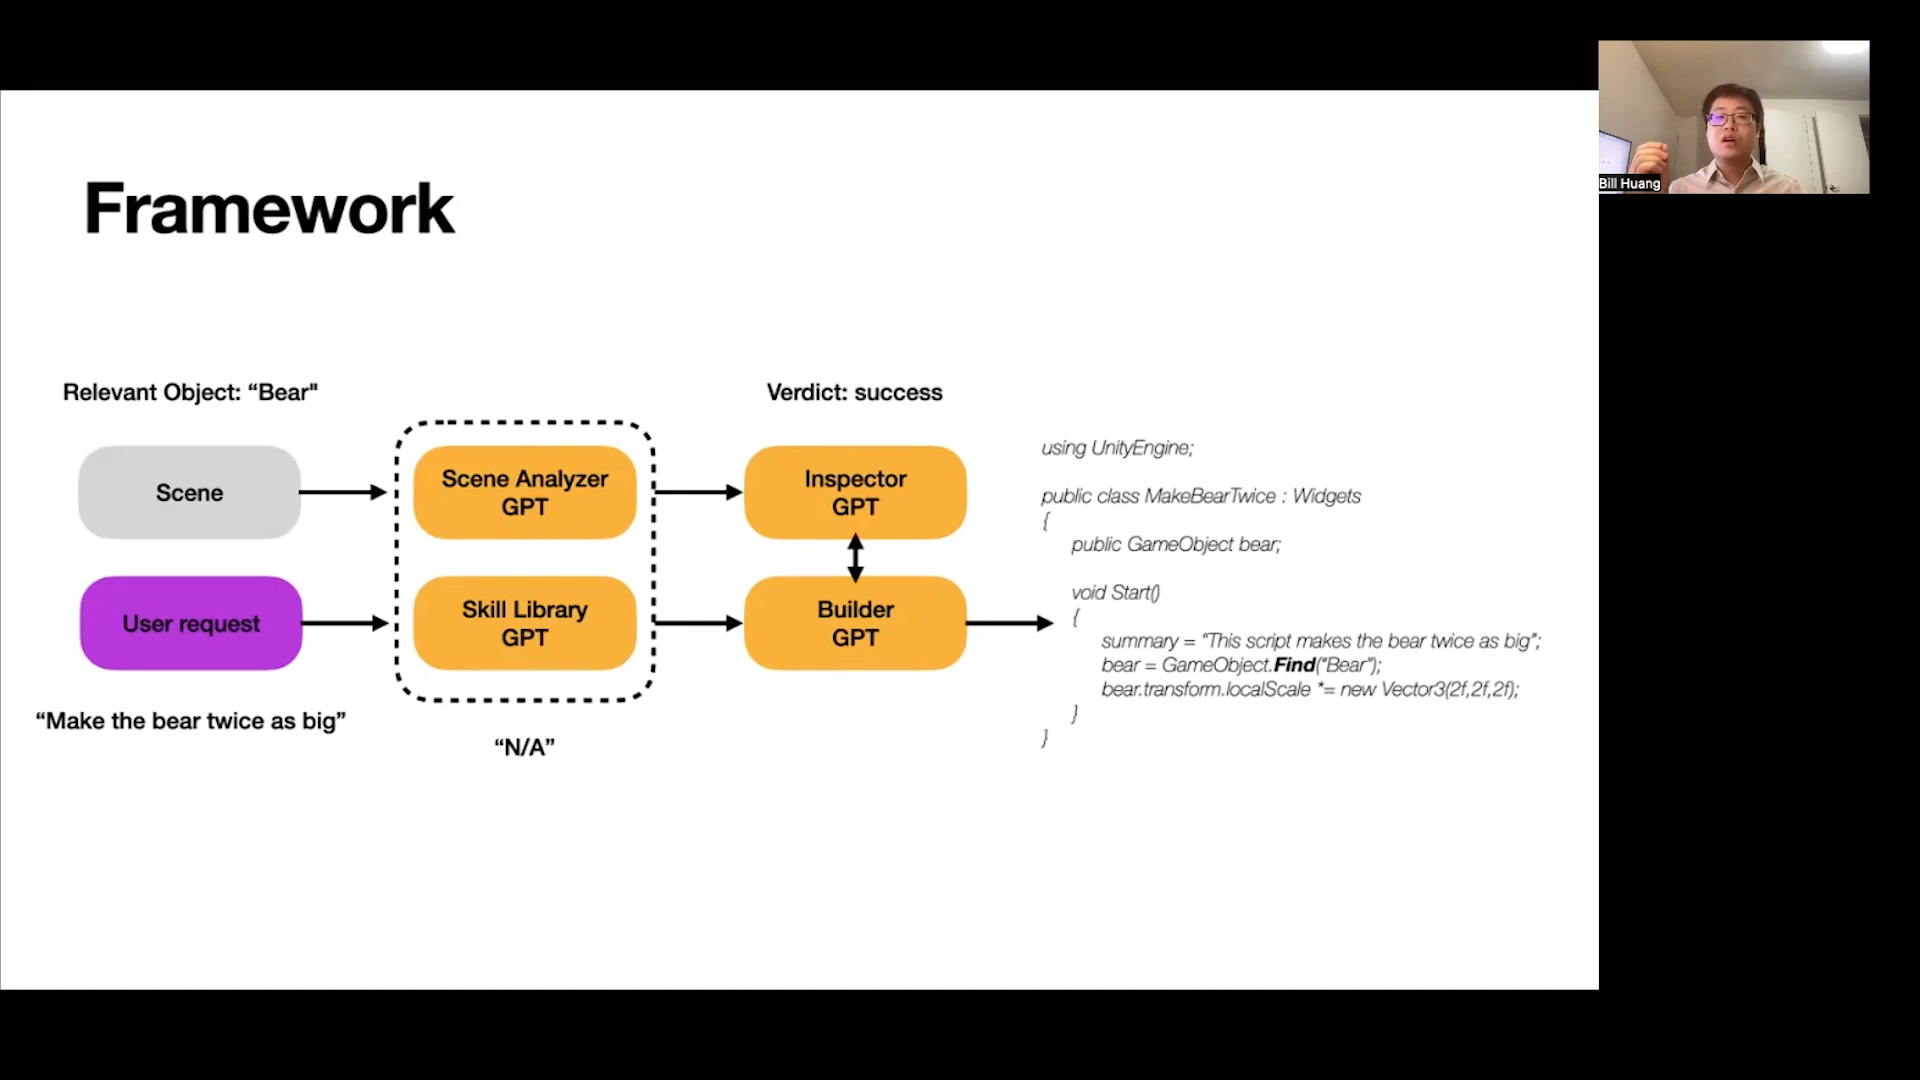 Framework
Relevant Object: “Bear"
Verdict: success
Scene
Scene Analyzer
GPT
Inspector
GPT
User request
Skill Library
GPT
Builder
GPT
“Make the bear twice as big”
“N/A”
using UnityEngine;
public class MakeBearTwice : Widgets
{
public GameObject bear;
void Start()
{
summary = "This script makes the bear twice as big";
bear = GameObject.Find("Bear");
bear.transform.localScale *= new Vector3(2f,2f,2f);
}
}
Bill Huang